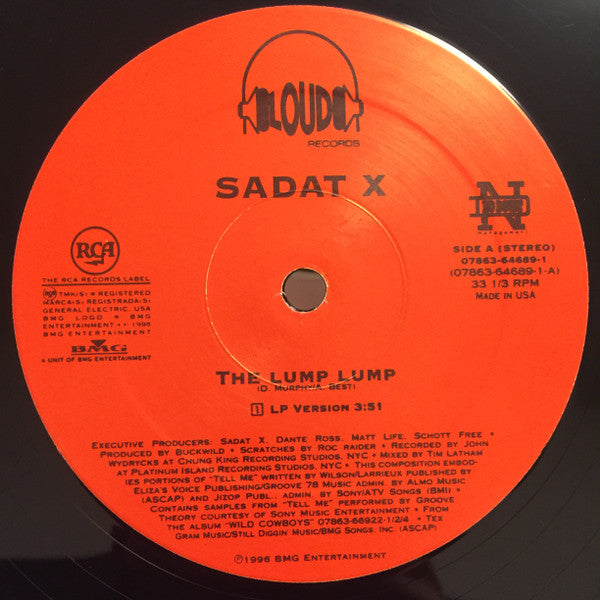 LOUD
RECORDS
SADAT X
RCA
THE RCA RECORDS LABEL
TMK(S) ® REGISTERED
MARCA(S) REGISTRADA(S)
GENERAL ELECTRIC, USA
BMG LOGO ® BMG
ENTERTAINMENT • 1996
BMG ENTERTAINMENT
BMG
A UNIT OF BMG ENTERTAINMENT
management
SIDE A (STEREO)
07863-64689-1
(07863-64689-1-A)
33 1/3 RPM
MADE IN USA
THE LUMP LUMP
(D. MURPHY/A. BEST)
1 LP VERSION 3:51
EXECUTIVE PRODUCERS: SADAT X, DANTE ROSS, MATT LIFE, SCHOTT FREE •
PRODUCED BY BUCKWILD • SCRATCHES BY ROC RAIDER • RECORDED BY JOHN
WYDRYCKS AT CHUNG KING RECORDING STUDIOS, NYC • MIXED BY TIM LATHAM
AT PLATINUM ISLAND RECORDING STUDIOS, NYC • THIS COMPOSITION EMBOD-
IES PORTIONS OF "TELL ME" WRITTEN BY WILSON/LARRIEUX PUBLISHED BY
ELIZA'S VOICE PUBLISHING/GROOVE 78 MUSIC ADMIN. BY ALMO MUSIC
(ASCAP) AND JIZOP PUBL.. ADMIN. BY SONY/ATV SONGS (BMI) •
CONTAINS SAMPLES FROM "TELL ME" PERFORMED BY GROOVE
THEORY COURTESY OF SONY MUSIC ENTERTAINMENT • FROM
THE ALBUM "WILD COWBOYS" 07863-66922-1/2/4 • TEX
GRAM MUSIC/STILL DIGGIN' MUSIC/BMG SONGS, INC. (ASCAP)
℗1996 BMG ENTERTAINMENT